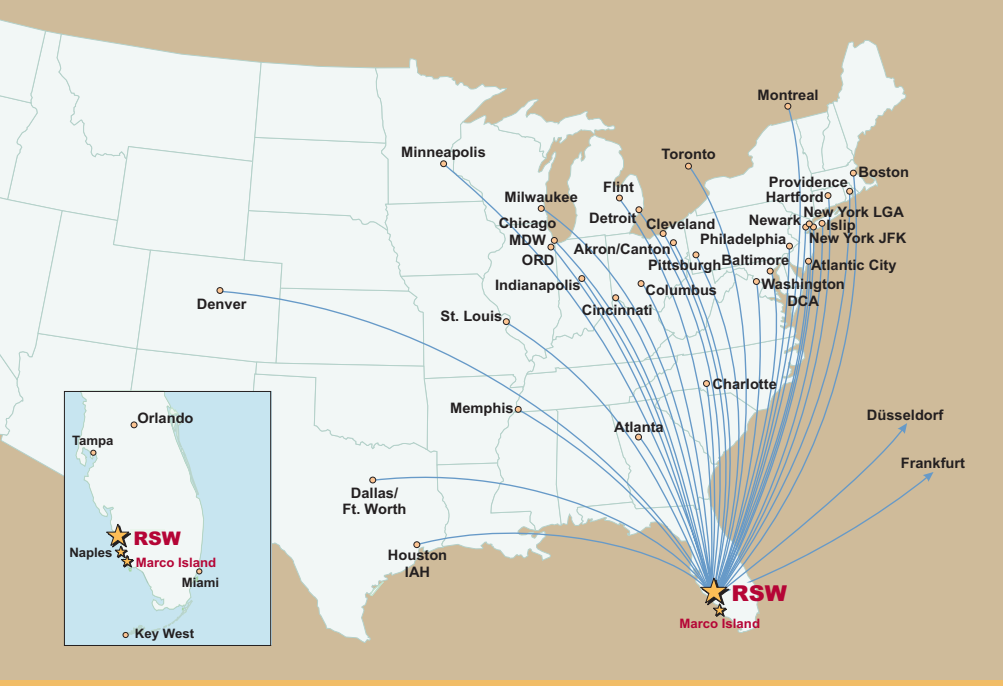 Montreal
Minneapolis
Toronto
Boston
Providence
Flint
Milwaukee
Hartford
New York LGA
Detroit
Cleveland
Newark
Islip
Chicago
MDW
ORD
Akron/Canton
Philadelphia
New York JFK
Pittsburgh
Baltimore
Atlantic City
Indianapolis
Columbus
Washington
DCA
Denver
Cincinnati
St. Louis
Charlotte
Memphis
Atlanta
Düsseldorf
Frankfurt
Dallas/
Ft. Worth
Houston
IAH
RSW
Marco Island
Orlando
Tampa
RSW
Naples
Marco Island
Miami
Key West